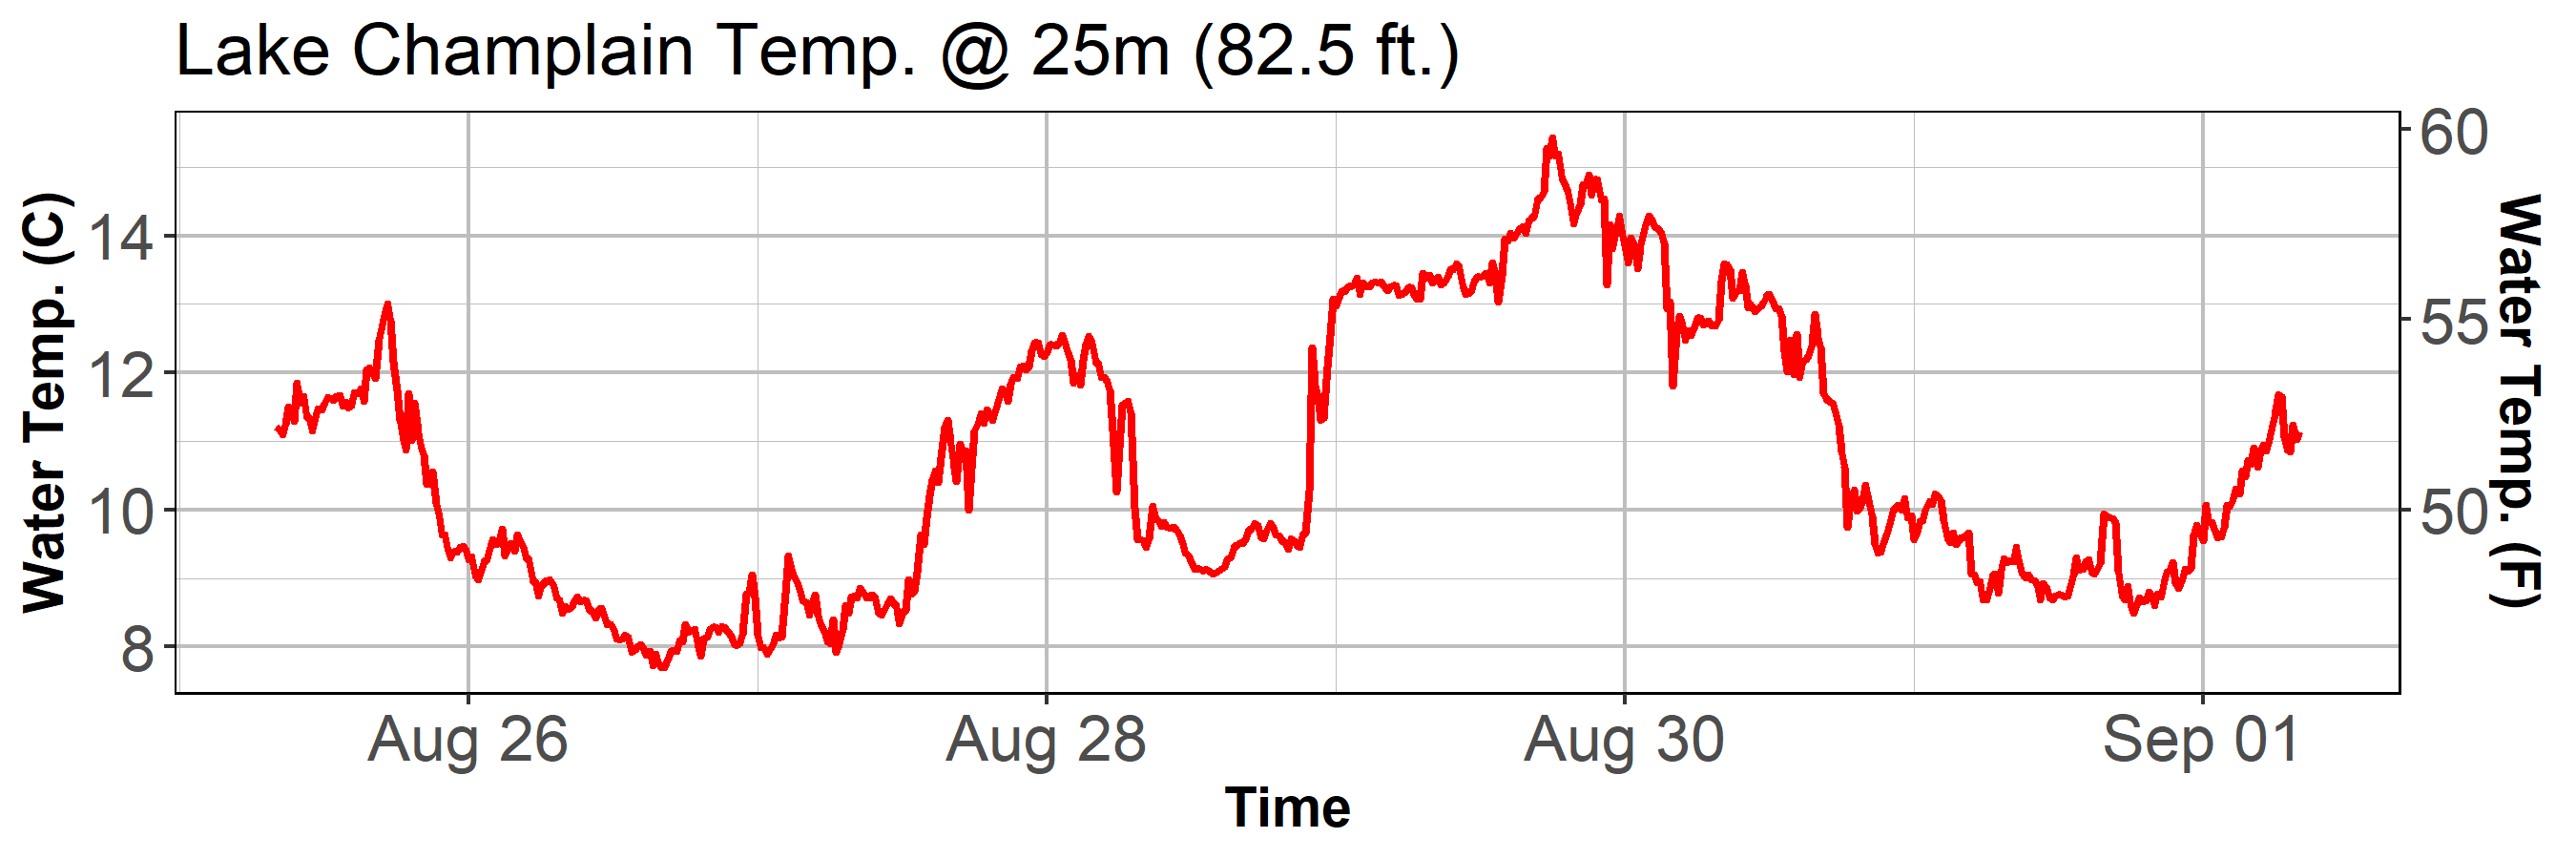 Lake Champlain Temp. @ 25m (82.5 ft.)
Water Temp. (C)
14
12
10
8
60
55
50
Water Temp. (F)
Aug 26
Aug 28
Aug 30
Sep 01
Time